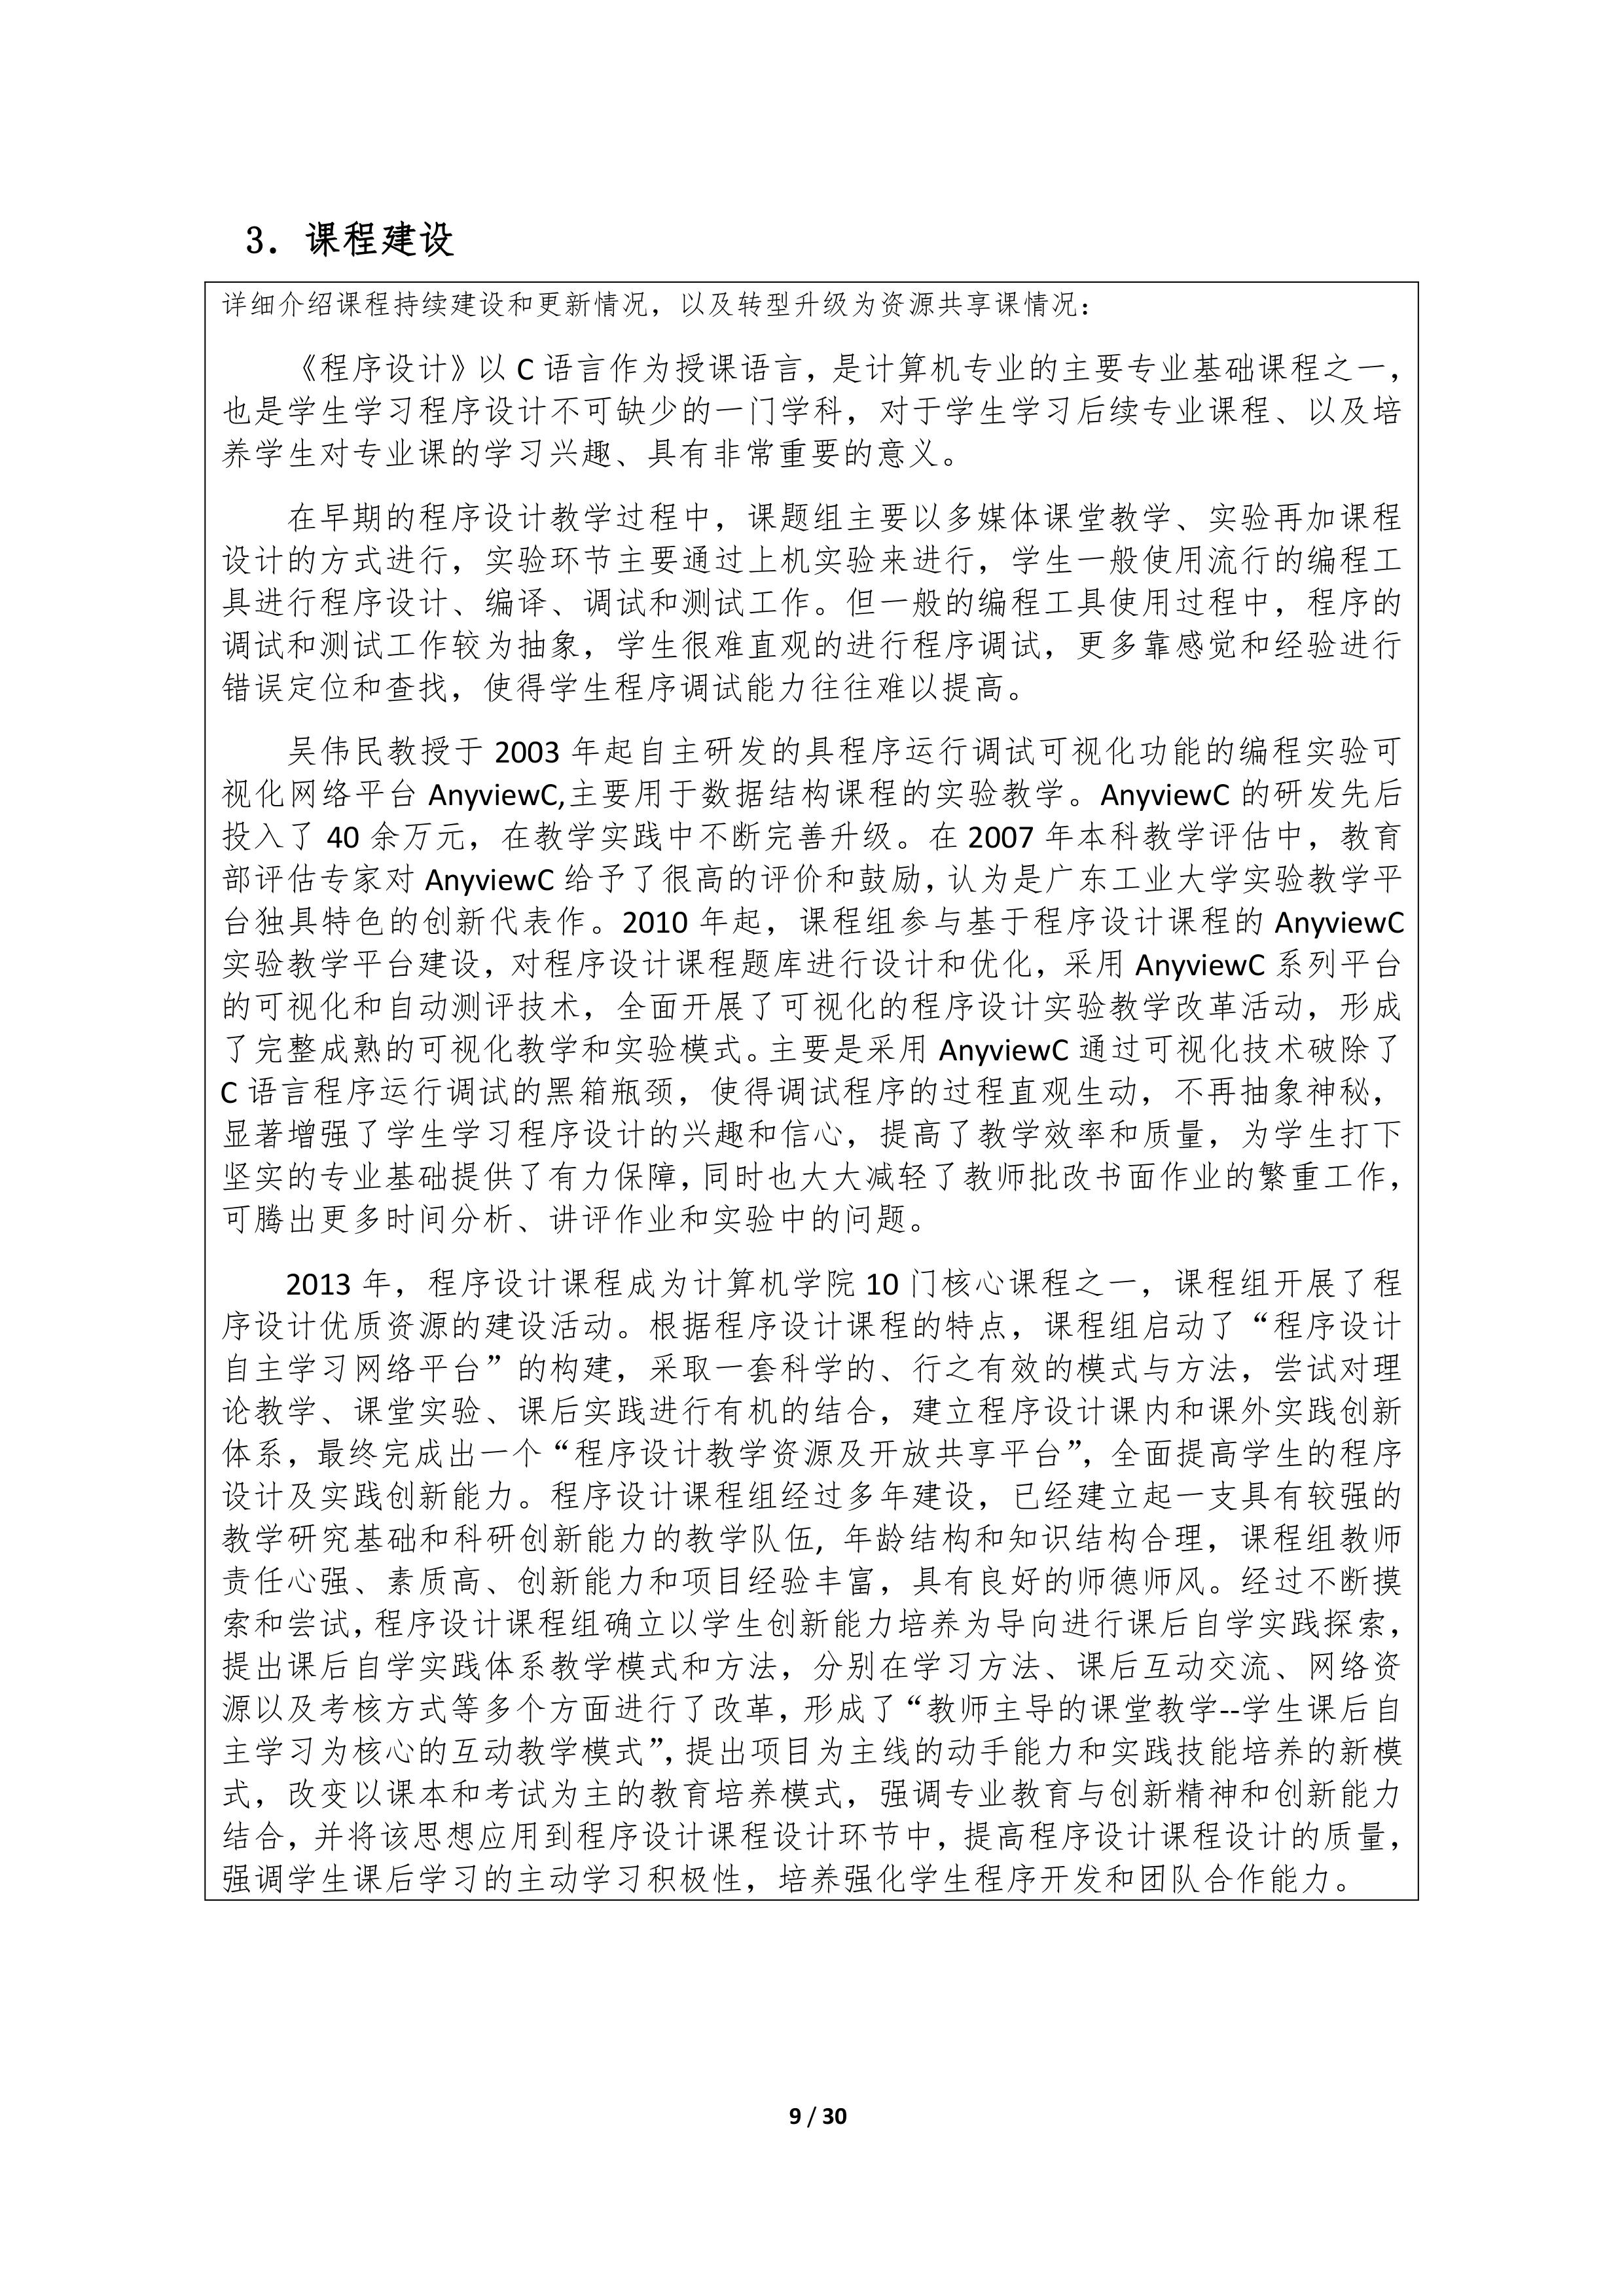 3．课程建设
详细介绍课程持续建设和更新情况，以及转型升级为资源共享课情况：
《程序设计》以 C 语言作为授课语言，是计算机专业的主要专业基础课程之一，
也是学生学习程序设计不可缺少的一门学科，对于学生学习后续专业课程、以及培
养学生对专业课的学习兴趣、具有非常重要的意义。
在早期的程序设计教学过程中，课题组主要以多媒体课堂教学、实验再加课程
设计的方式进行，实验环节主要通过上机实验来进行，学生一般使用流行的编程工
具进行程序设计、编译、调试和测试工作。但一般的编程工具使用过程中，程序的
调试和测试工作较为抽象，学生很难直观的进行程序调试，更多靠感觉和经验进行
错误定位和查找，使得学生程序调试能力往往难以提高。
吴伟民教授于 2003 年起自主研发的具程序运行调试可视化功能的编程实验可
视化网络平台 AnyviewC,主要用于数据结构课程的实验教学。AnyviewC 的研发先后
投入了 40 余万元，在教学实践中不断完善升级。在 2007 年本科教学评估中，教育
部评估专家对 AnyviewC 给予了很高的评价和鼓励，认为是广东工业大学实验教学平
台独具特色的创新代表作。2010 年起，课程组参与基于程序设计课程的 AnyviewC
实验教学平台建设，对程序设计课程题库进行设计和优化，采用 AnyviewC 系列平台
的可视化和自动测评技术，全面开展了可视化的程序设计实验教学改革活动，形成
了完整成熟的可视化教学和实验模式。主要是采用 AnyviewC 通过可视化技术破除了
C 语言程序运行调试的黑箱瓶颈，使得调试程序的过程直观生动，不再抽象神秘，
显著增强了学生学习程序设计的兴趣和信心，提高了教学效率和质量，为学生打下
坚实的专业基础提供了有力保障，同时也大大减轻了教师批改书面作业的繁重工作，
可腾出更多时间分析、讲评作业和实验中的问题。
2013 年，程序设计课程成为计算机学院 10 门核心课程之一，课程组开展了程
序设计优质资源的建设活动。根据程序设计课程的特点，课程组启动了“程序设计
自主学习网络平台”的构建，采取一套科学的、行之有效的模式与方法，尝试对理
论教学、课堂实验、课后实践进行有机的结合，建立程序设计课内和课外实践创新
体系，最终完成出一个“程序设计教学资源及开放共享平台”，全面提高学生的程序
设计及实践创新能力。程序设计课程组经过多年建设，已经建立起一支具有较强的
教学研究基础和科研创新能力的教学队伍, 年龄结构和知识结构合理，课程组教师
责任心强、素质高、创新能力和项目经验丰富，具有良好的师德师风。经过不断摸
索和尝试，程序设计课程组确立以学生创新能力培养为导向进行课后自学实践探索，
提出课后自学实践体系教学模式和方法，分别在学习方法、课后互动交流、网络资
源以及考核方式等多个方面进行了改革，形成了“教师主导的课堂教学--学生课后自
主学习为核心的互动教学模式”，提出项目为主线的动手能力和实践技能培养的新模
式，改变以课本和考试为主的教育培养模式，强调专业教育与创新精神和创新能力
结合，并将该思想应用到程序设计课程设计环节中，提高程序设计课程设计的质量，
强调学生课后学习的主动学习积极性，培养强化学生程序开发和团队合作能力。
9 / 30